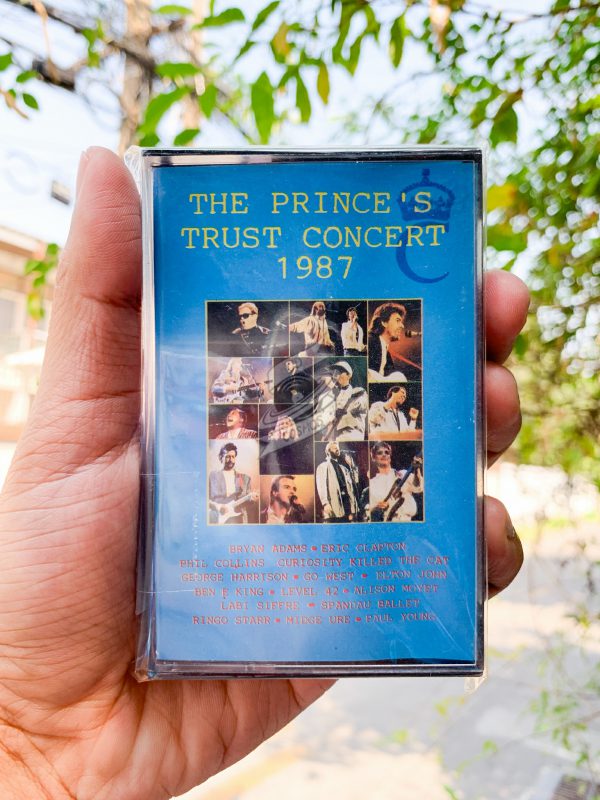 THE PRINCE'S
TRUST CONCERT
1987
BRYAN ADAMS • ERIC CLAPTON
PHIL COLLINS CURIOSITY KILLED THE CAT
GEORGE HARRISON • GO WEST • ELTON JOHN
BEN E KING • LEVEL 42 • ALISON MOYET
LABI SIFFRE • SPANDAU BALLET
RINGO STARR • MIDGE URE • PAUL YOUNG